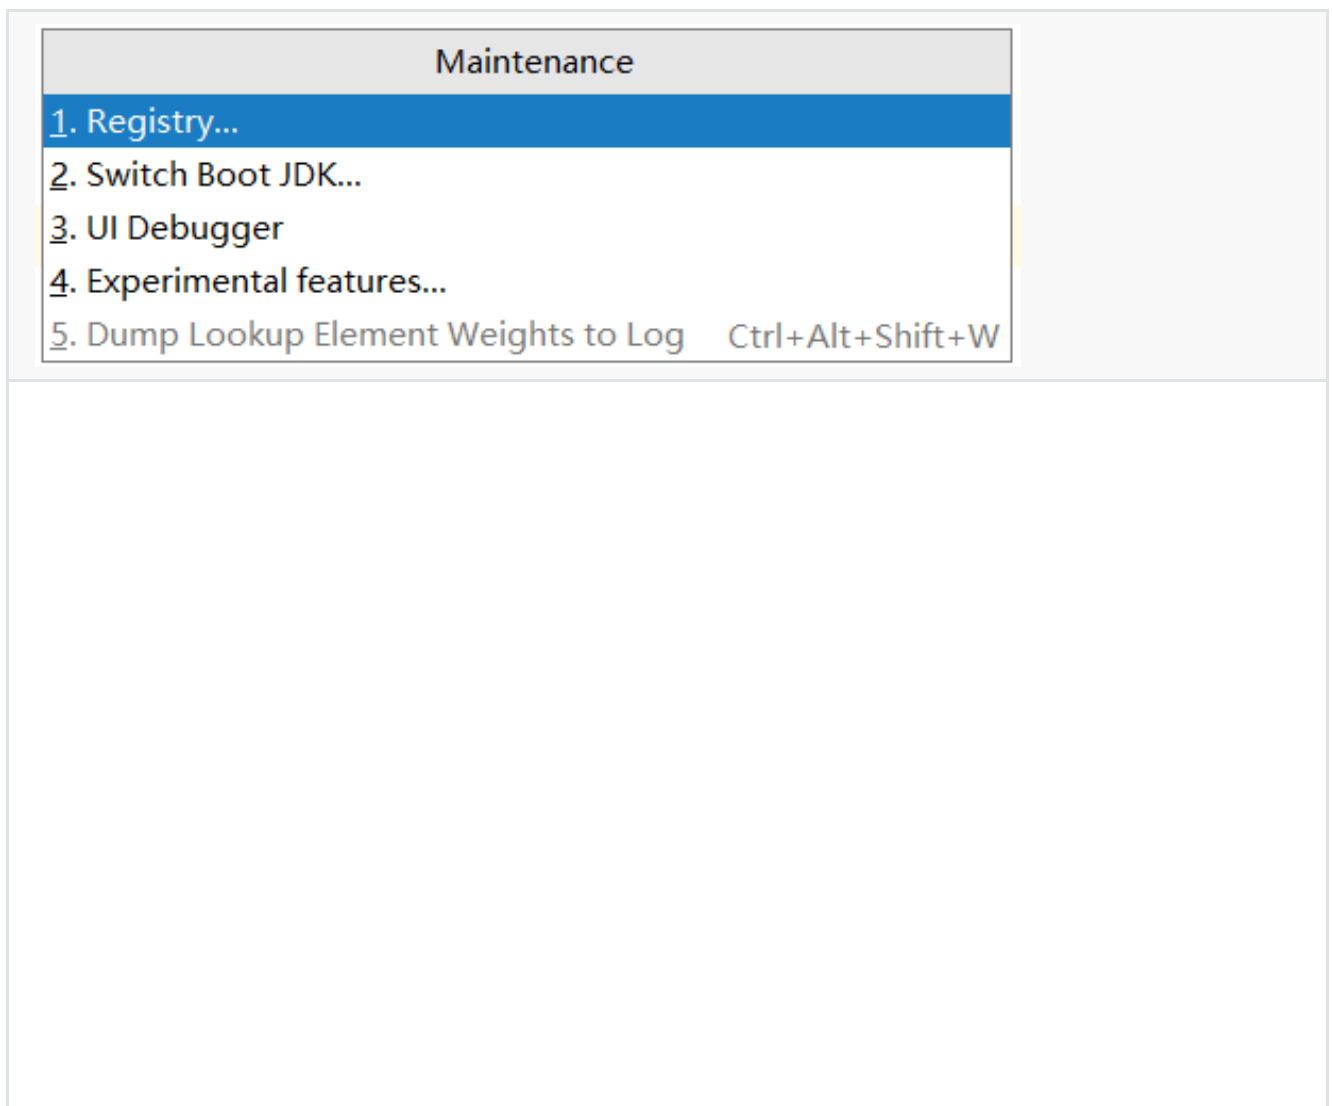 Maintenance
1. Registry...
2. Switch Boot JDK...
3. UI Debugger
4. Experimental features...
5. Dump Lookup Element Weights to Log Ctrl+Alt+Shift+W